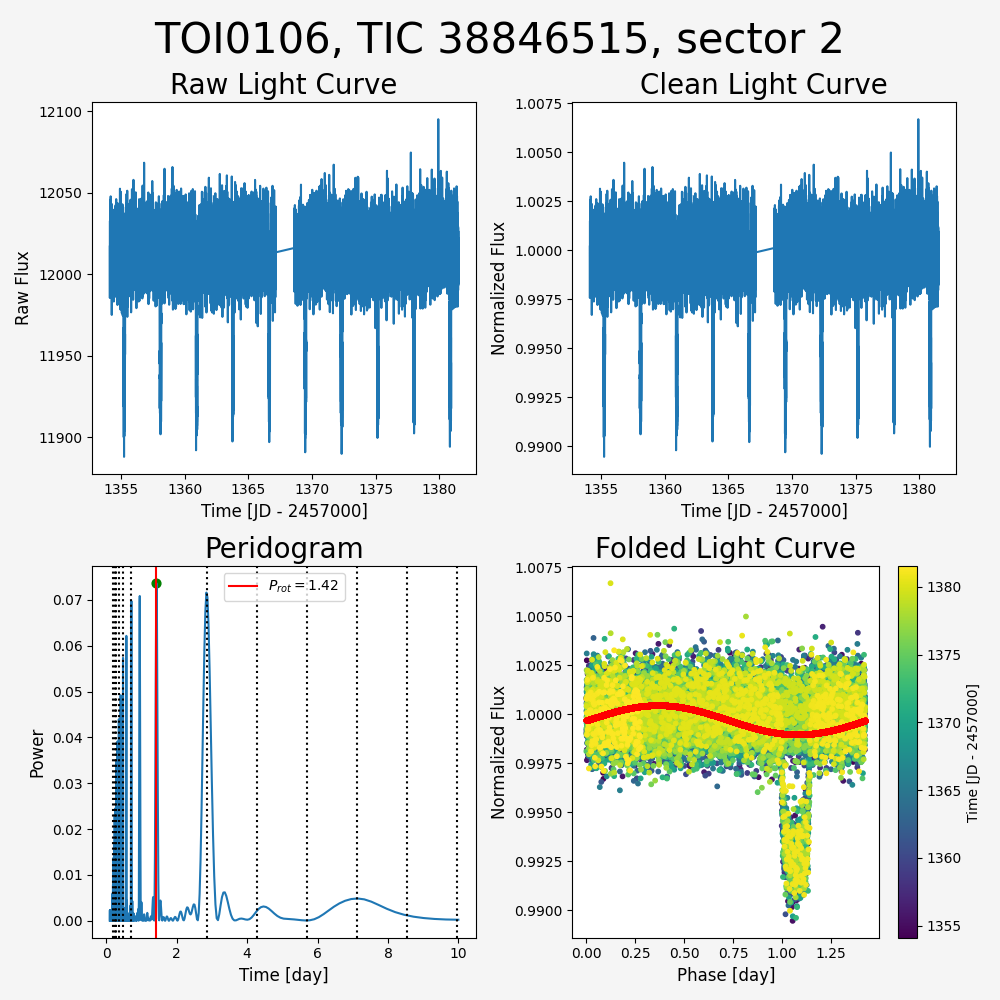 TOI0106, TIC 38846515, sector 2
Raw Light Curve
12100
12050
12000
11950
11900
Raw Flux
1355 1360 1365 1370 1375 1380
Time [JD - 2457000]
Clean Light Curve
1.0075
1.0050
1.0025
1.0000
0.9975
0.9950
0.9925
0.9900
Normalized Flux
1355 1360 1365 1370 1375 1380
Time [JD - 2457000]
Peridogram
P_rot = 1.42
0.07
0.06
0.05
0.04
0.03
0.02
0.01
0.00
Power
0 2 4 6 8 10
Time [day]
Folded Light Curve
1.0075
1.0050
1.0025
1.0000
0.9975
0.9950
0.9925
0.9900
Normalized Flux
0.00 0.25 0.50 0.75 1.00 1.25
Phase [day]
1380
1375
1370
1365
1360
1355
Time [JD - 2457000]